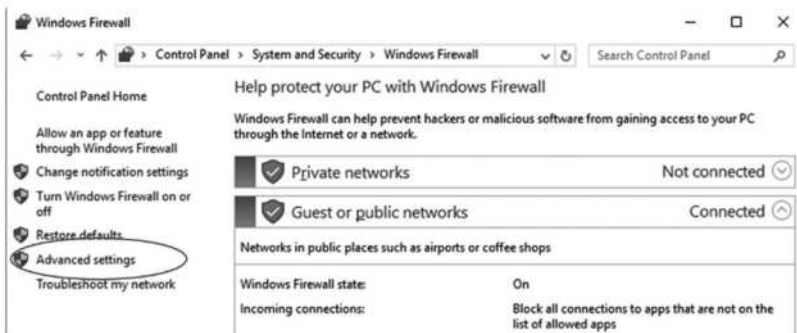 Windows Firewall
Control Panel > System and Security > Windows Firewall
Search Control Panel
Control Panel Home
Allow an app or feature
through Windows Firewall
Change notification settings
Turn Windows Firewall on or
off
Restore defaults
Advanced settings
Troubleshoot my network
Help protect your PC with Windows Firewall
Windows Firewall can help prevent hackers or malicious software from gaining access to your PC
through the Internet or a network.
Private networks Not connected
Guest or public networks Connected
Networks in public places such as airports or coffee shops
Windows Firewall state: On
Incoming connections: Block all connections to apps that are not on the
list of allowed apps